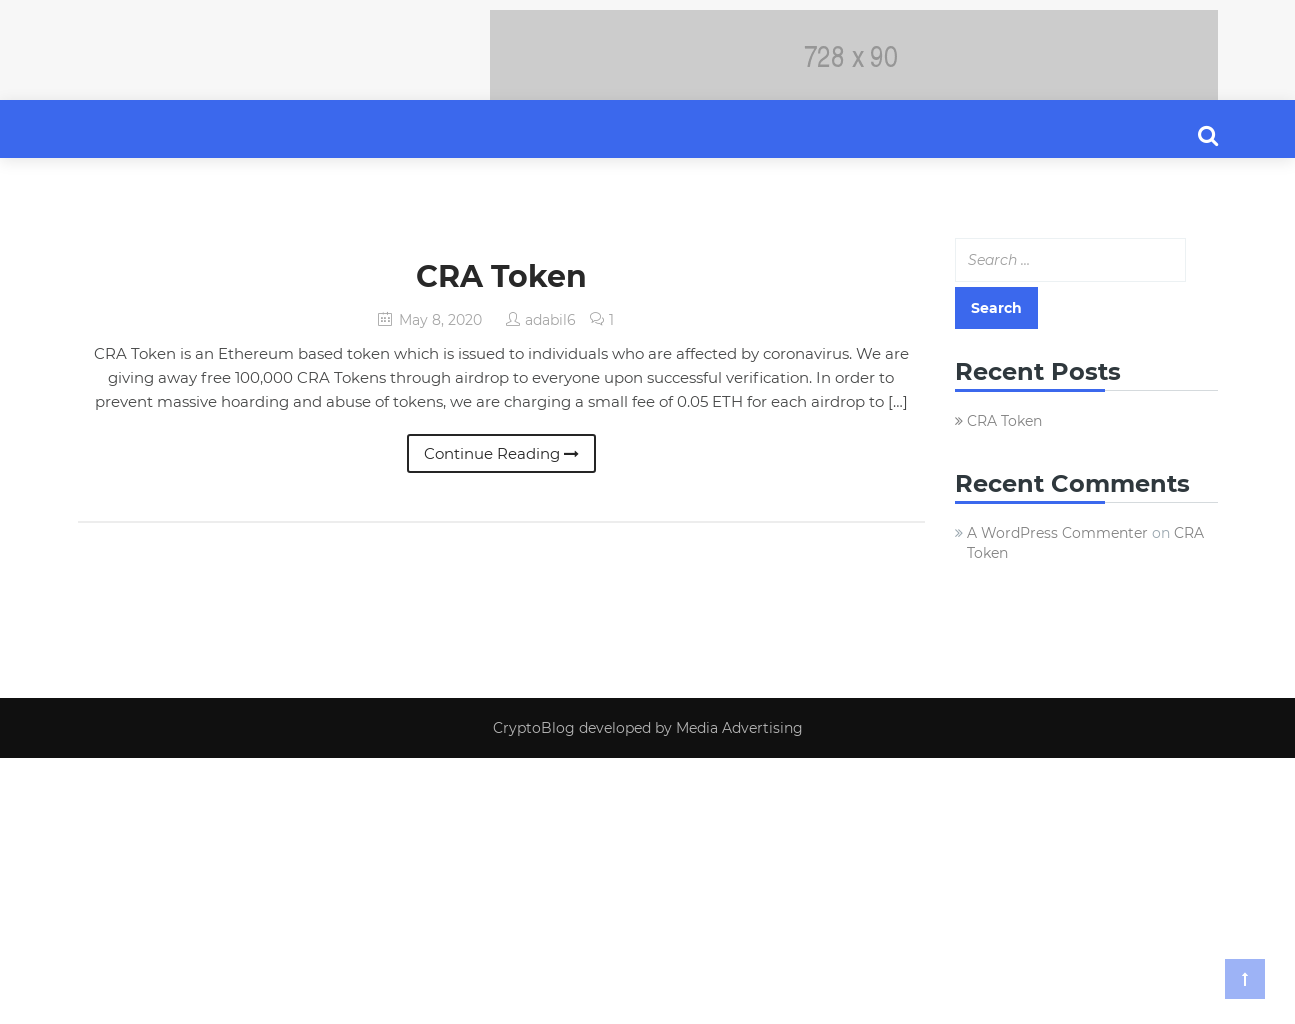 728 x 90
CRA Token
May 8, 2020 adabil6 1
CRA Token is an Ethereum based token which is issued to individuals who are affected by coronavirus. We are
giving away free 100,000 CRA Tokens through airdrop to everyone upon successful verification. In order to
prevent massive hoarding and abuse of tokens, we are charging a small fee of 0.05 ETH for each airdrop to [...]
Continue Reading
Search ...
Search
Recent Posts
» CRA Token
Recent Comments
» A WordPress Commenter on CRA
Token
CryptoBlog developed by Media Advertising